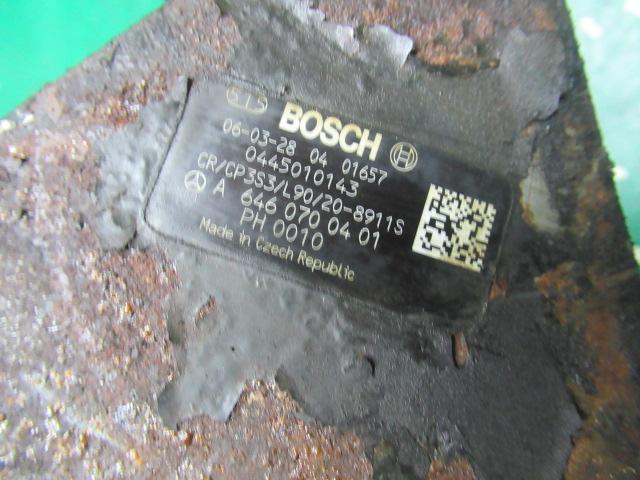 515
BOSCH
06-03-28 04 01657
0445010143
CR/CP3S3/L90/20-8911S
A 646 070 04 01
PH 0010
Made in Czech Republic